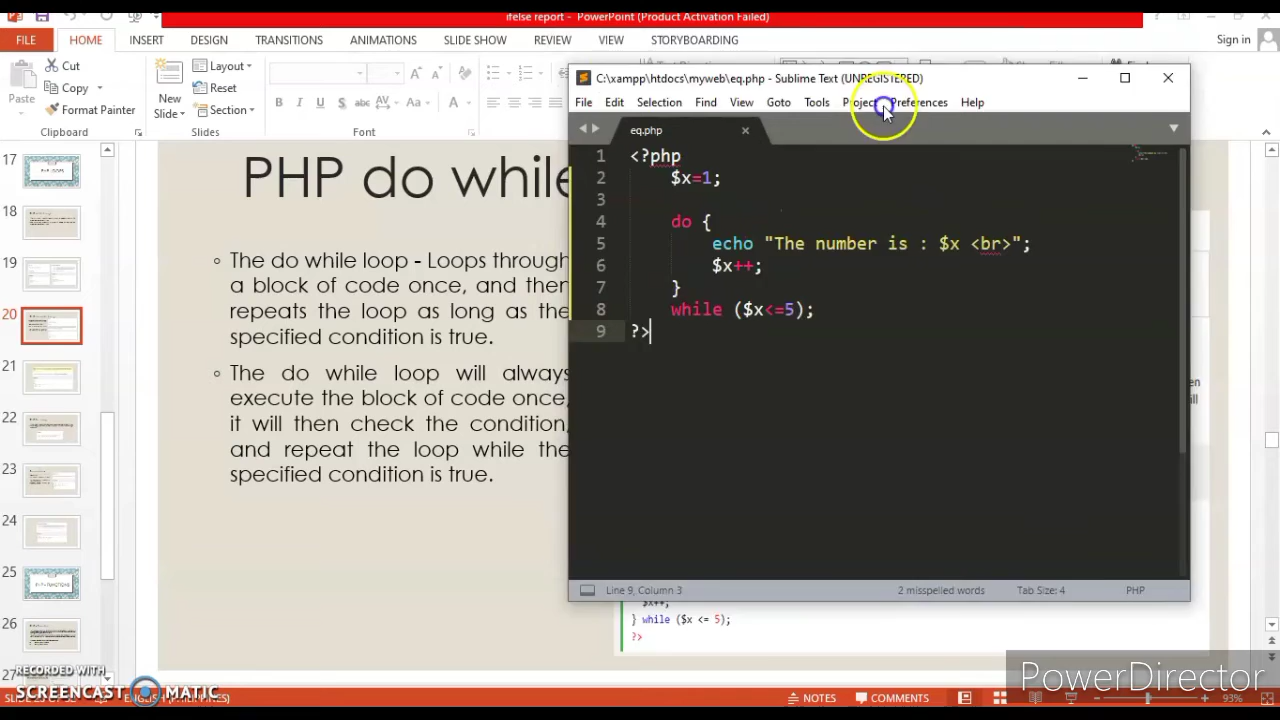 ifelse report - PowerPoint (Product Activation Failed)
FILE HOME INSERT DESIGN TRANSITIONS ANIMATIONS SLIDE SHOW REVIEW VIEW STORYBOARDING Sign in
Paste
Cut
Copy
Format Painter
Clipboard
New
Slide
Layout
Reset
Section
Slides
Font
17
18
19
20
21
22
23
24
25
26
27
PHP LOOPS
PHP do while
The do while loop - Loops through
a block of code once, and then
repeats the loop as long as the
specified condition is true.
The do while loop will always
execute the block of code once,
it will then check the condition,
and repeat the loop while the
specified condition is true.
C:\xampp\htdocs\myweb\eq.php - Sublime Text (UNREGISTERED)
File Edit Selection Find View Goto Tools Project Preferences Help
eq.php
1 <?php
2 $x=1;
3
4 do {
5 echo "The number is : $x <br>";
6 $x++;
7 }
8 while ($x<=5);
9 ?>
Line 9, Column 3 2 misspelled words Tab Size: 4 PHP
$x++;
} while ($x <= 5);
?>
RECORDED WITH
SCREENCAST MATIC
PowerDirector
ENGLISH (PHILIPPINES) NOTES COMMENTS 93%